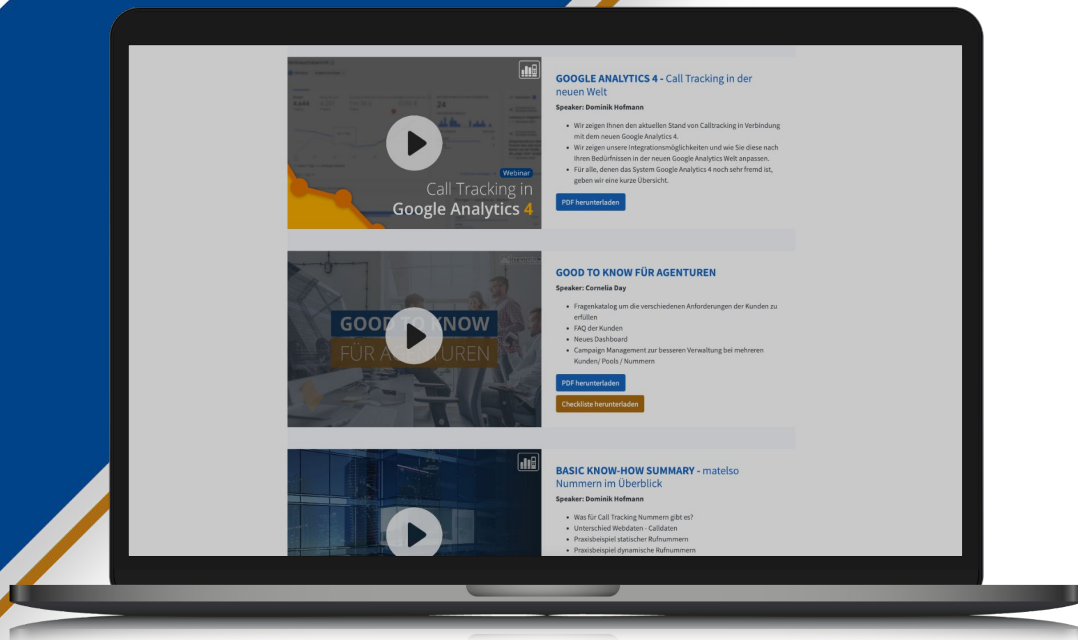 Webinar
Call Tracking in
Google Analytics 4
GOOGLE ANALYTICS 4 - Call Tracking in der
neuen Welt
Speaker: Dominik Hofmann
• Wir zeigen Ihnen den aktuellen Stand von Calltracking in Verbindung
mit dem neuen Google Analytics 4.
• Wir zeigen unsere Integrationsmöglichkeiten und wie Sie diese nach
Ihren Bedürfnissen in der neuen Google Analytics Welt anpassen.
• Für alle, denen das System Google Analytics 4 noch sehr fremd ist,
geben wir eine kurze Übersicht.
PDF herunterladen
GOOD TO KNOW
FÜR AGENTUREN
GOOD TO KNOW FÜR AGENTUREN
Speaker: Cornelia Day
• Fragenkatalog um die verschiedenen Anforderungen der Kunden zu
erfüllen
• FAQ der Kunden
• Neues Dashboard
• Campaign Management zur besseren Verwaltung bei mehreren
Kunden/ Pools / Nummern
PDF herunterladen
Checkliste herunterladen
BASIC KNOW-HOW SUMMARY - matelso
Nummern im Überblick
Speaker: Dominik Hofmann
• Was für Call Tracking Nummern gibt es?
• Unterschied Webdaten - Calldaten
• Praxisbeispiel statischer Rufnummern
• Praxisbeispiel dynamische Rufnummern